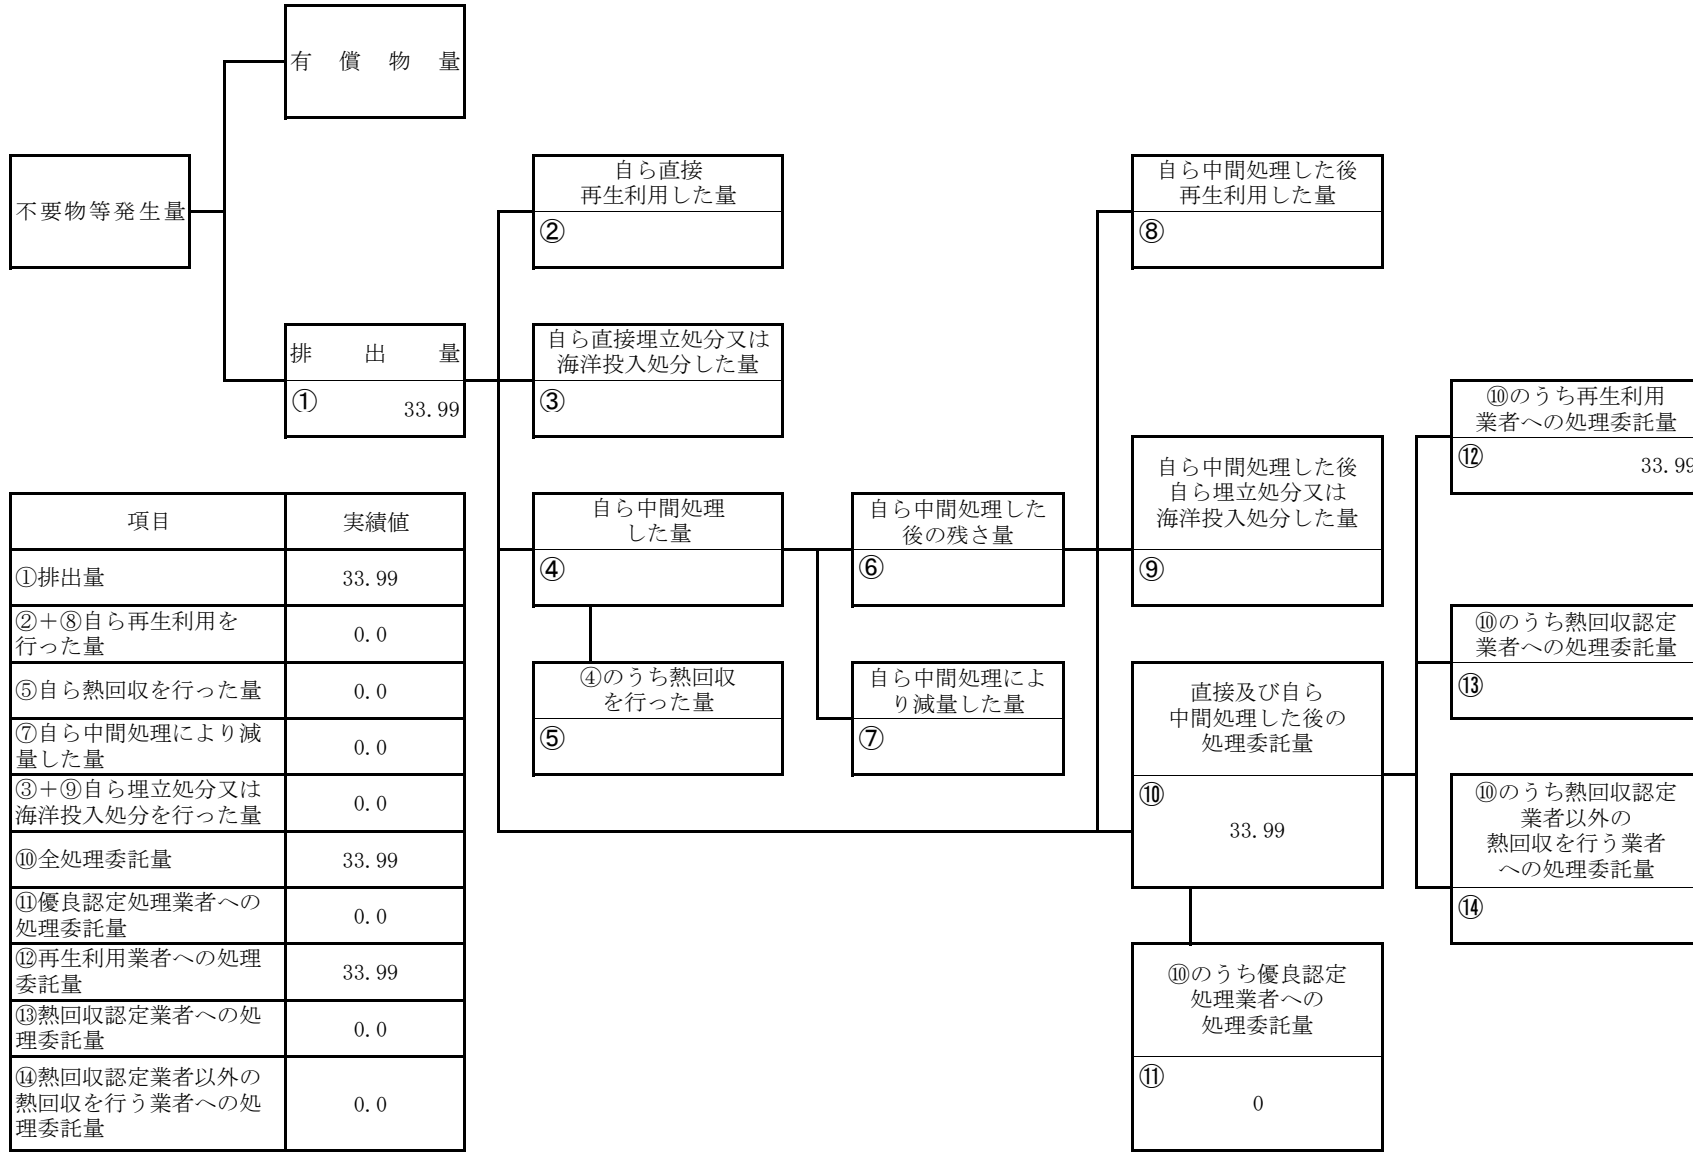 有償物量
不要物等発生量
排出量
① 33.99
自ら直接
再生利用した量
②
自ら直接埋立処分又は
海洋投入処分した量
③
自ら中間処理
した量
④
④のうち熱回収
を行った量
⑤
自ら中間処理した
後の残さ量
⑥
自ら中間処理によ
り減量した量
⑦
自ら中間処理した後
再生利用した量
⑧
自ら中間処理した後
自ら埋立処分又は
海洋投入処分した量
⑨
直接及び自ら
中間処理した後の
処理委託量
⑩
33.99
⑩のうち優良認定
処理業者への
処理委託量
⑪
0
⑩のうち再生利用
業者への処理委託量
⑫ 33.99
⑩のうち熱回収認定
業者への処理委託量
⑬
⑩のうち熱回収認定
業者以外の
熱回収を行う業者
への処理委託量
⑭
項目 実績値
①排出量 33.99
②+⑧自ら再生利用を
行った量 0.0
⑤自ら熱回収を行った量 0.0
⑦自ら中間処理により減
量した量 0.0
③+⑨自ら埋立処分又は
海洋投入処分を行った量 0.0
⑩全処理委託量 33.99
⑪優良認定処理業者への
処理委託量 0.0
⑫再生利用業者への処理
委託量 33.99
⑬熱回収認定業者への処
理委託量 0.0
⑭熱回収認定業者以外の
熱回収を行う業者への処
理委託量 0.0